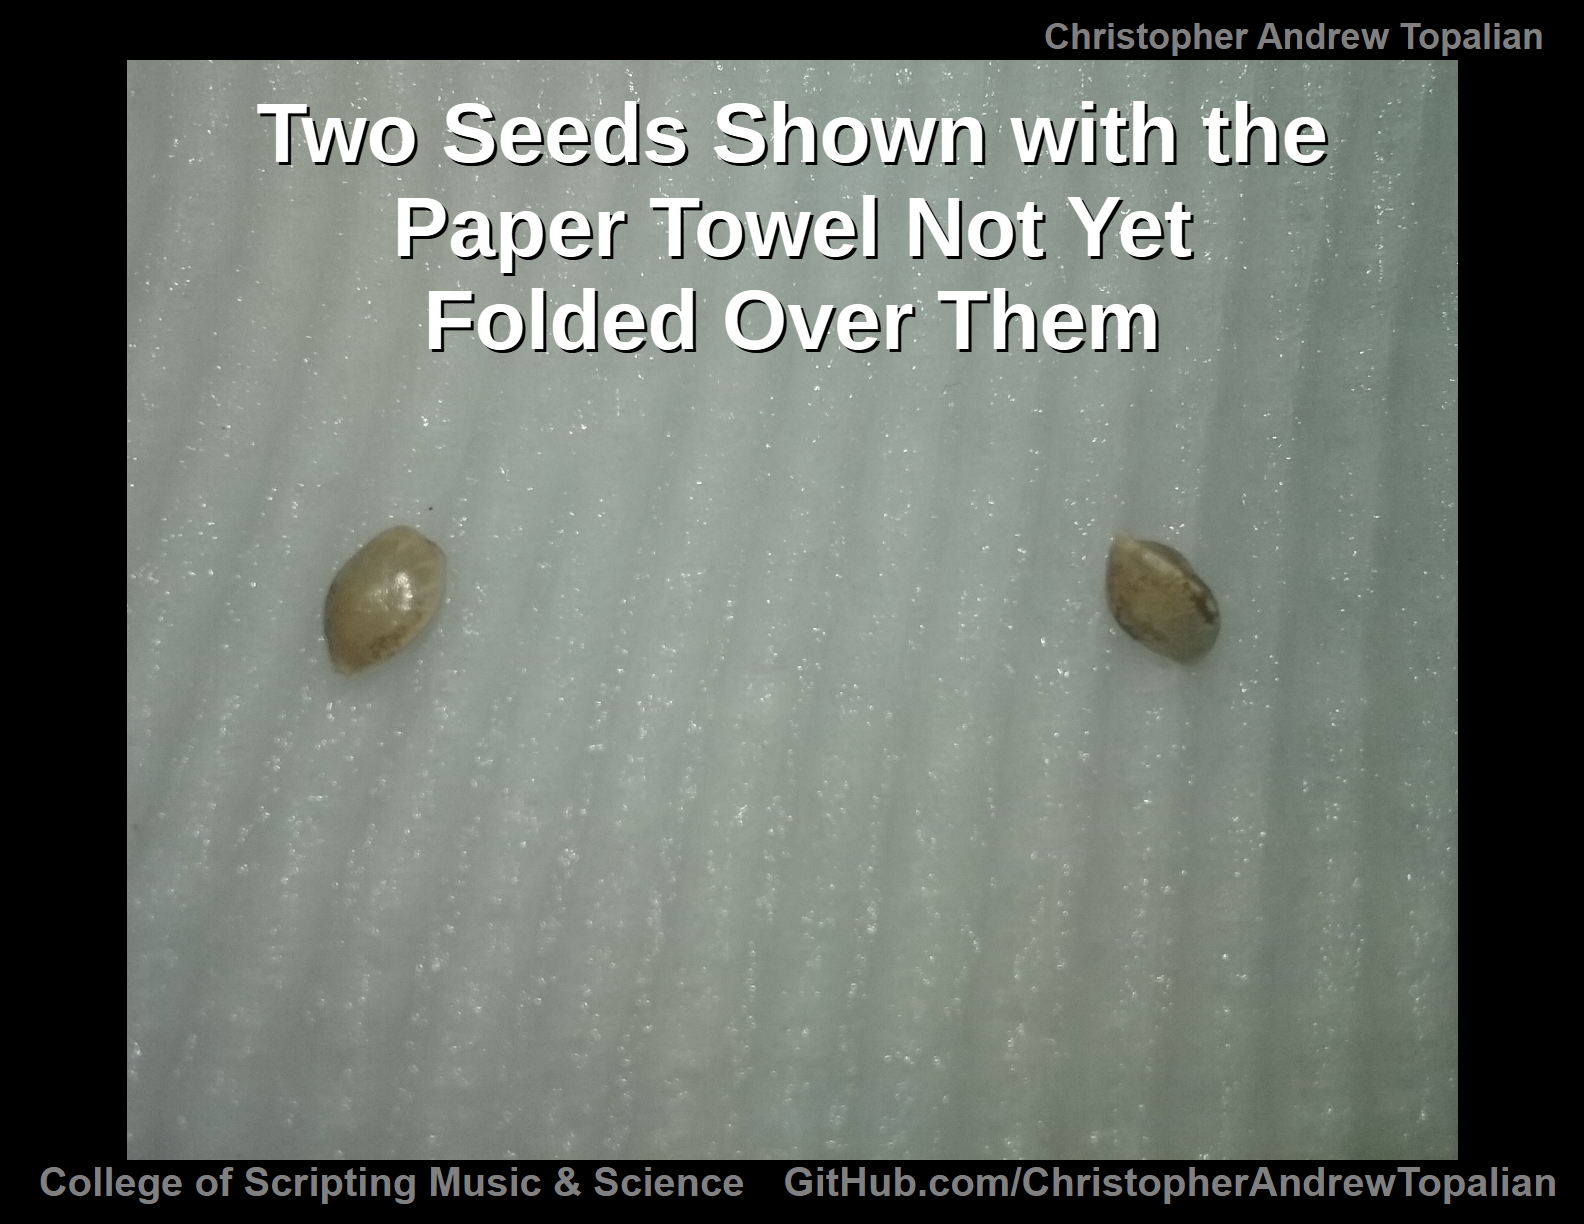 Christopher Andrew Topalian
Two Seeds Shown with the
Paper Towel Not Yet
Folded Over Them
College of Scripting Music & Science
GitHub.com/ChristopherAndrewTopalian